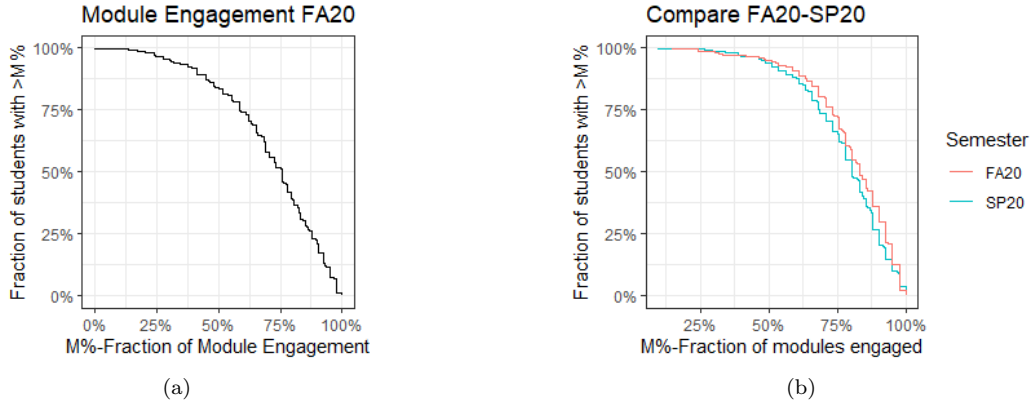 Module Engagement FA20
Fraction of students with >M%
100%
75%
50%
25%
0%
0% 25% 50% 75% 100%
M%-Fraction of Module Engagement
(a)
Compare FA20-SP20
Fraction of students with >M%
100%
75%
50%
25%
0%
25% 50% 75% 100%
M%-Fraction of modules engaged
Semester
FA20
SP20
(b)